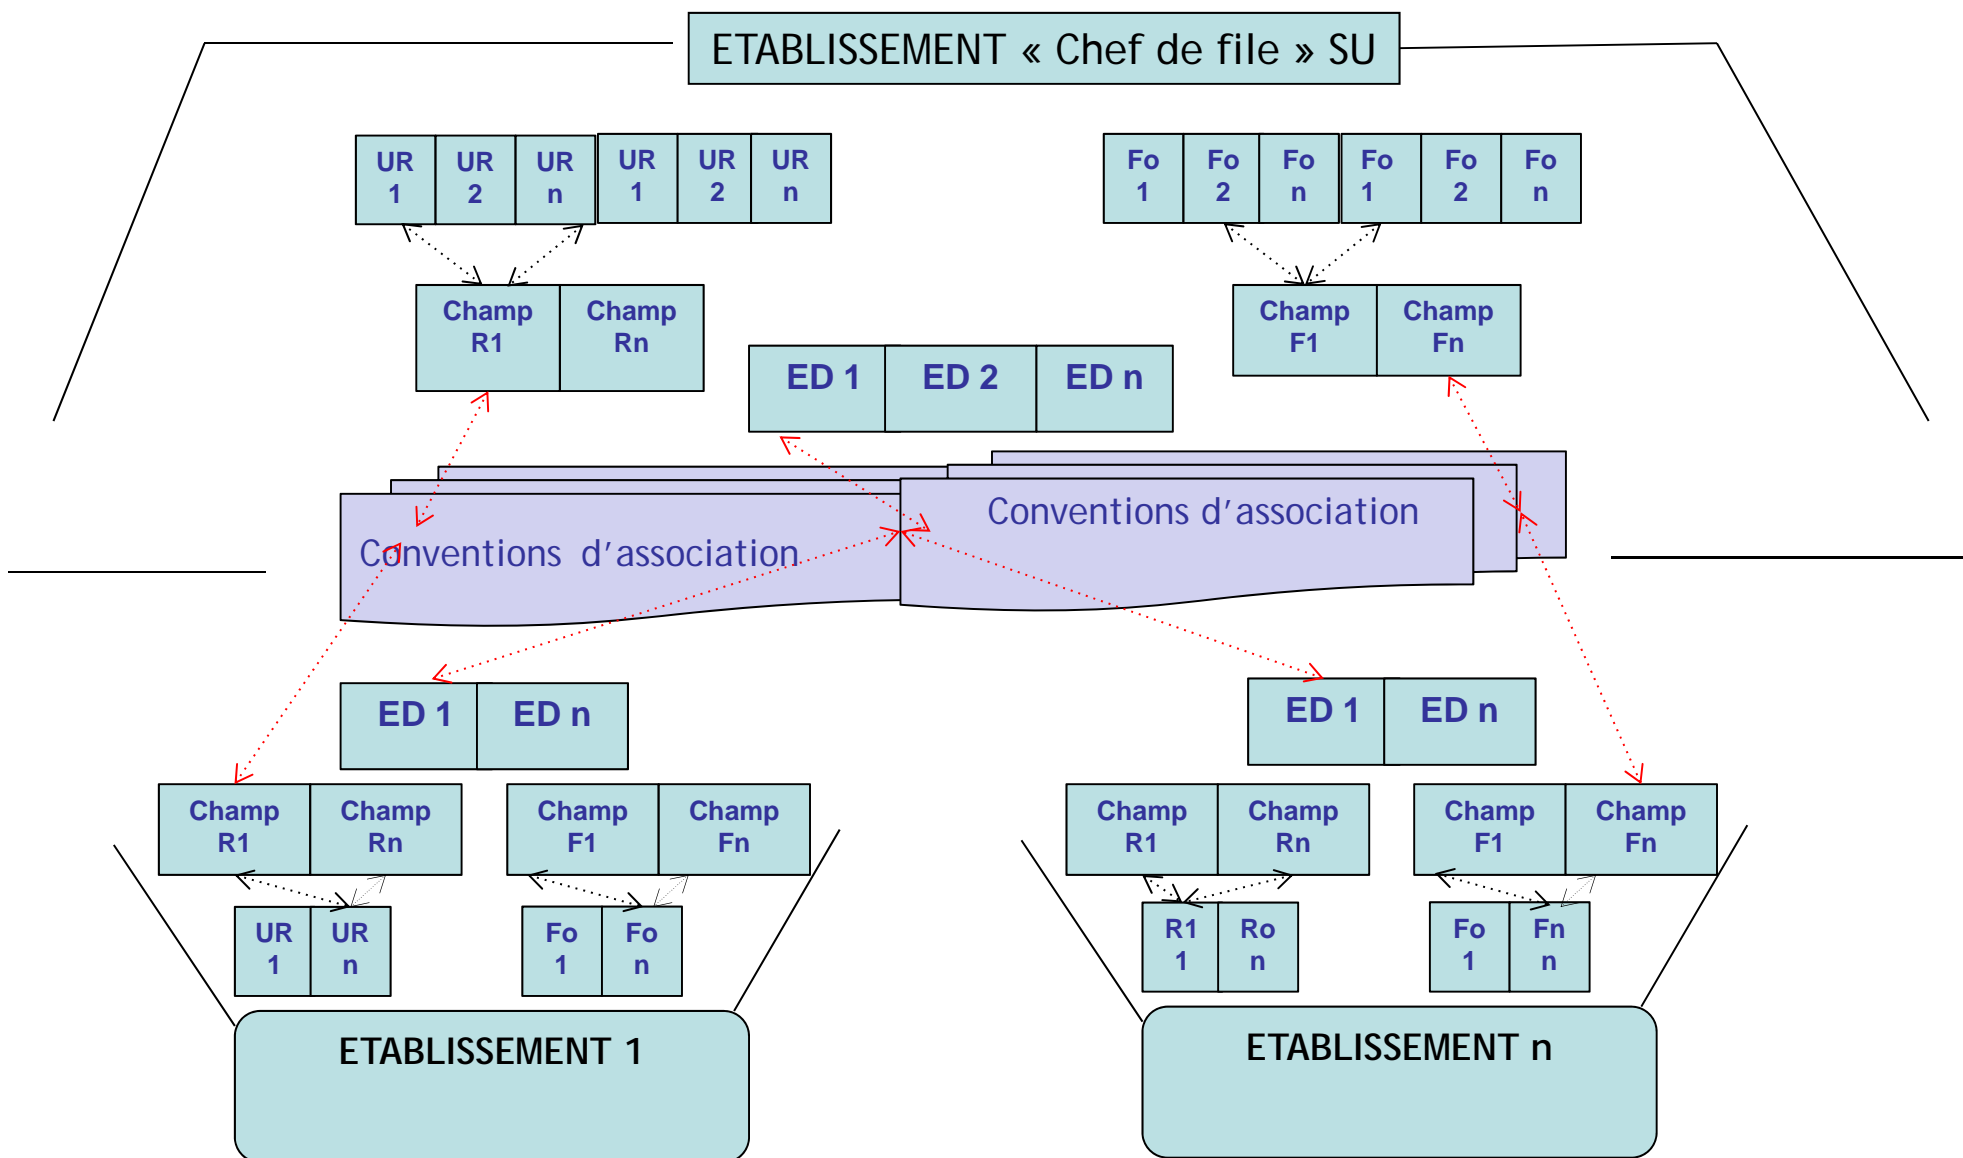 ETABLISSEMENT « Chef de file » SU
UR UR UR UR UR UR
1 2 n 1 2 n
Fo Fo Fo Fo Fo Fo
1 2 n 1 2 n
Champ Champ
R1 Rn
Champ Champ
F1 Fn
ED 1 ED 2 ED n
Conventions d'association
Conventions d'association
ED 1 ED n
ED 1 ED n
Champ Champ
R1 Rn
Champ Champ
F1 Fn
Champ Champ
R1 Rn
Champ Champ
F1 Fn
UR UR
1 n
Fo Fo
1 n
R1 Ro
1 n
Fo Fn
1 n
ETABLISSEMENT 1
ETABLISSEMENT n